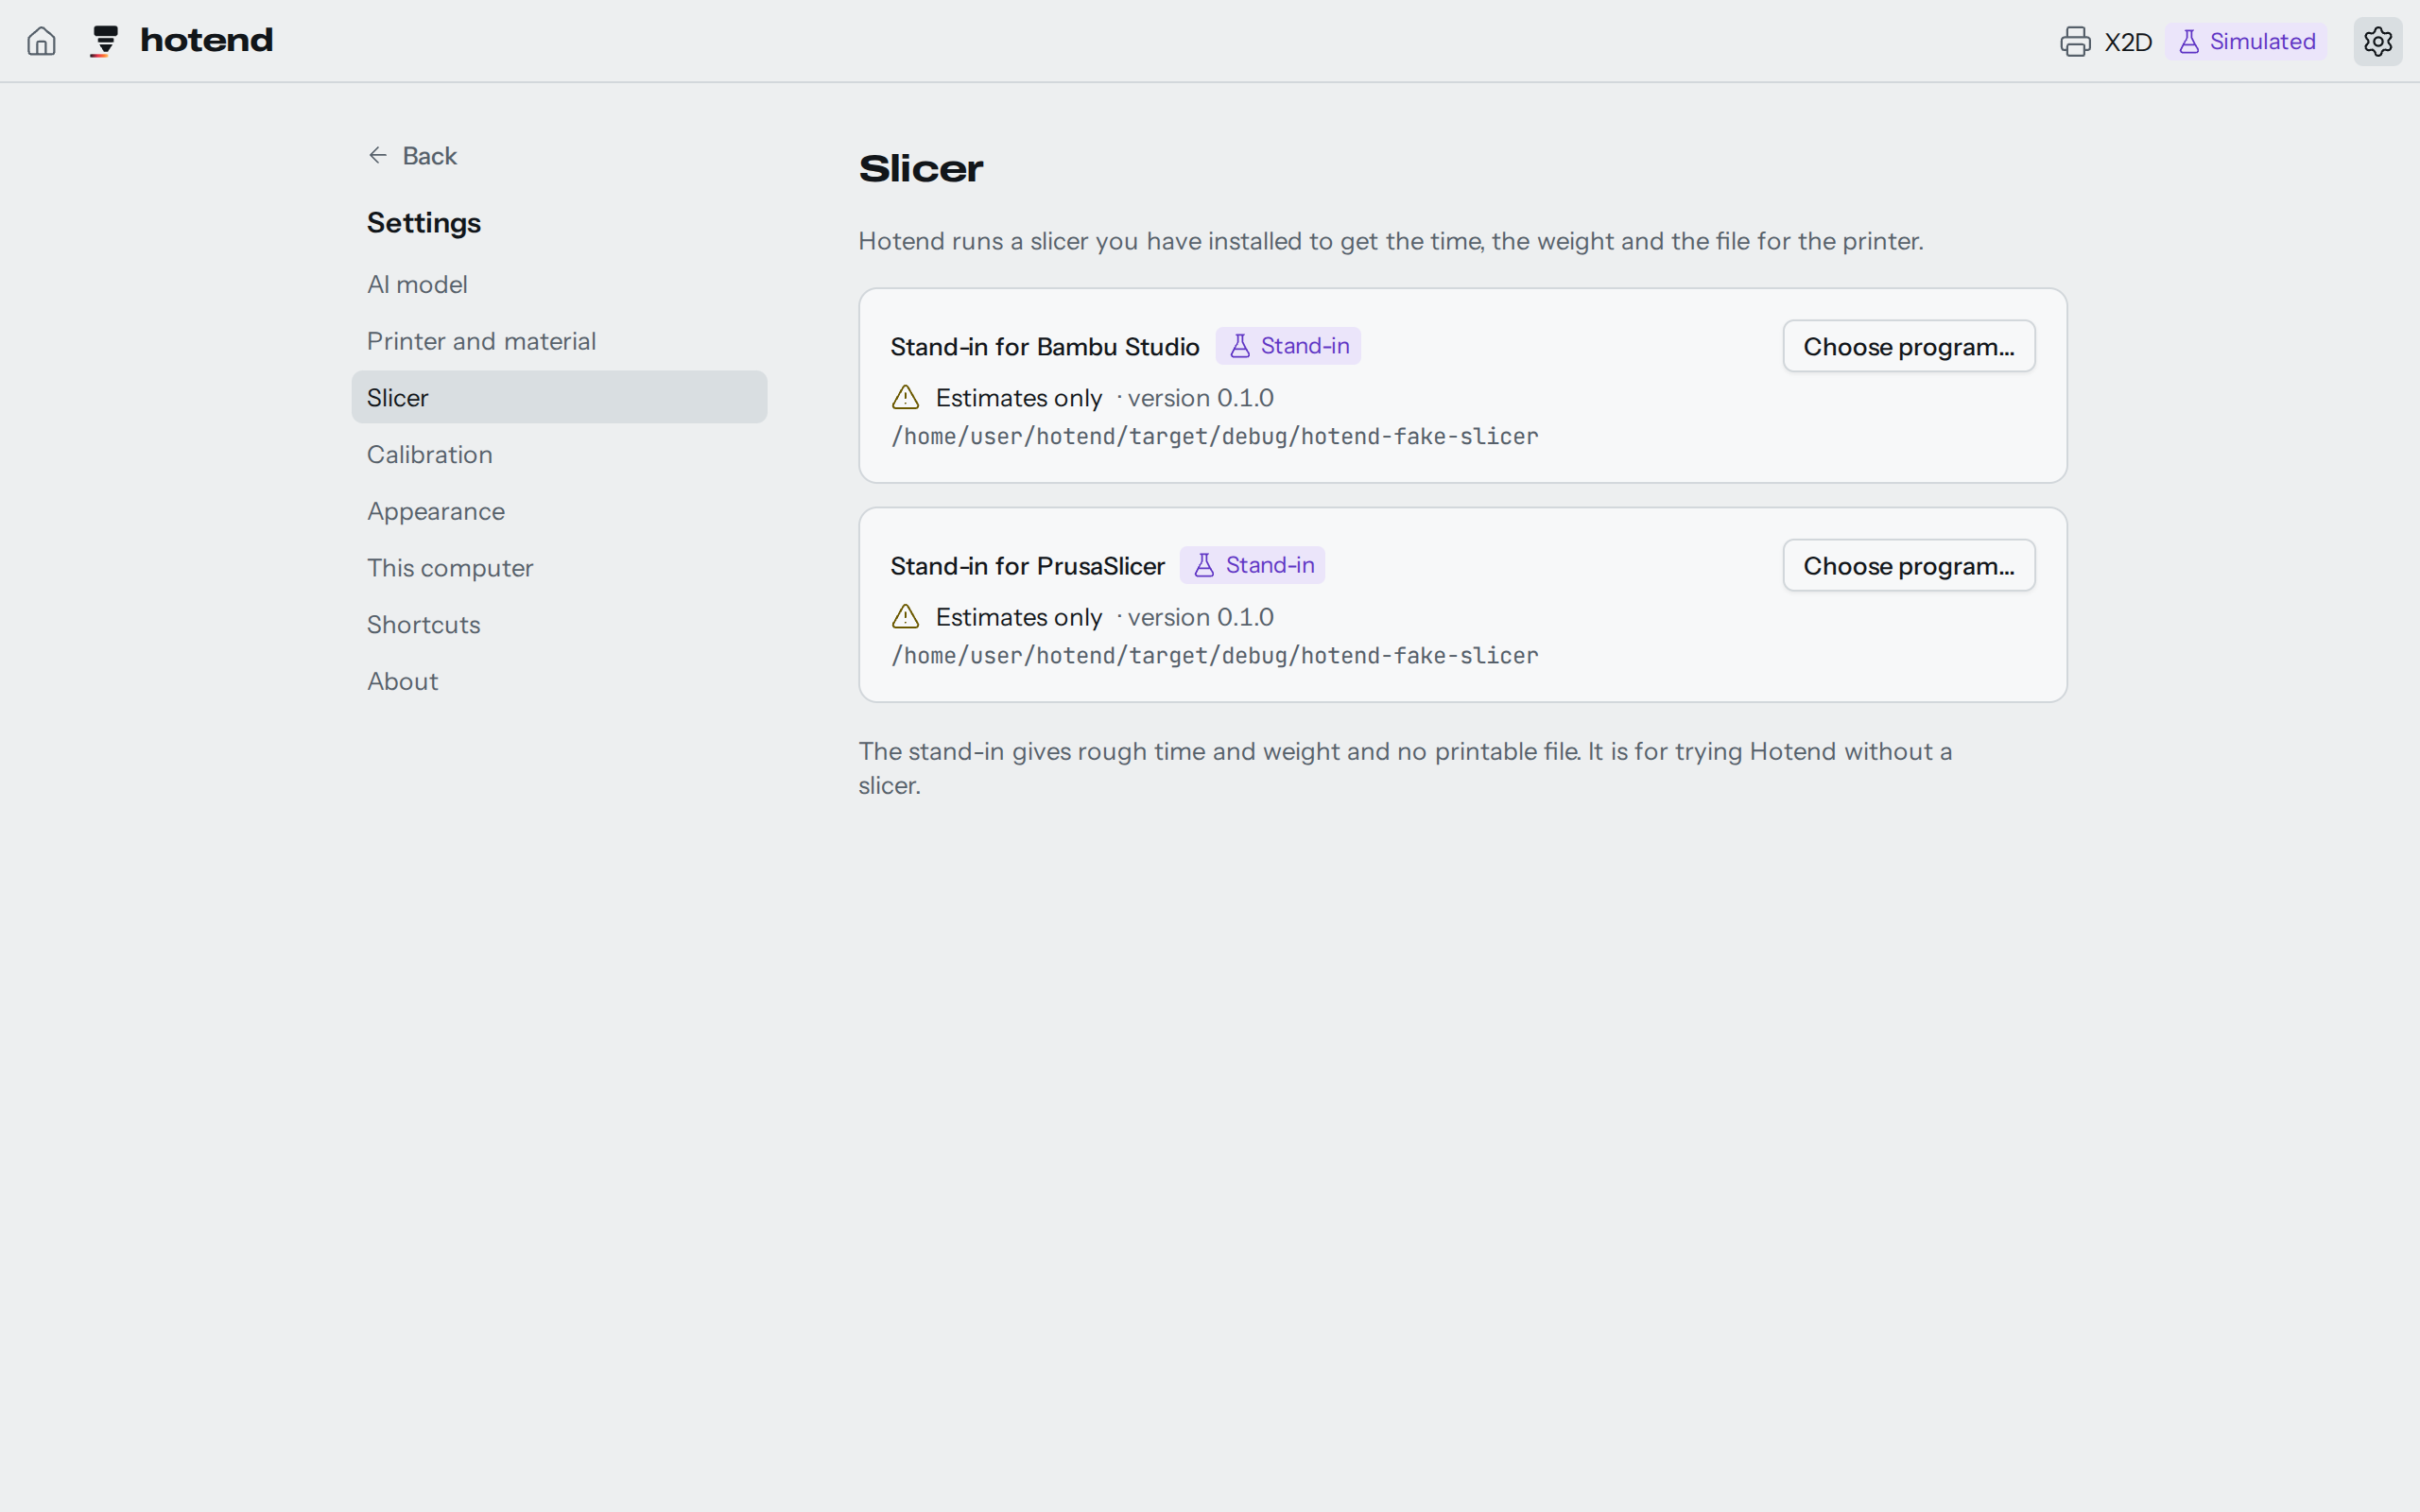 hotend
X2D
Simulated
Back
Settings
AI model
Printer and material
Slicer
Calibration
Appearance
This computer
Shortcuts
About
Slicer
Hotend runs a slicer you have installed to get the time, the weight and the file for the printer.
Stand-in for Bambu Studio
Stand-in
Choose program...
Estimates only · version 0.1.0
/home/user/hotend/target/debug/hotend-fake-slicer
Stand-in for PrusaSlicer
Stand-in
Choose program...
Estimates only · version 0.1.0
/home/user/hotend/target/debug/hotend-fake-slicer
The stand-in gives rough time and weight and no printable file. It is for trying Hotend without a
slicer.